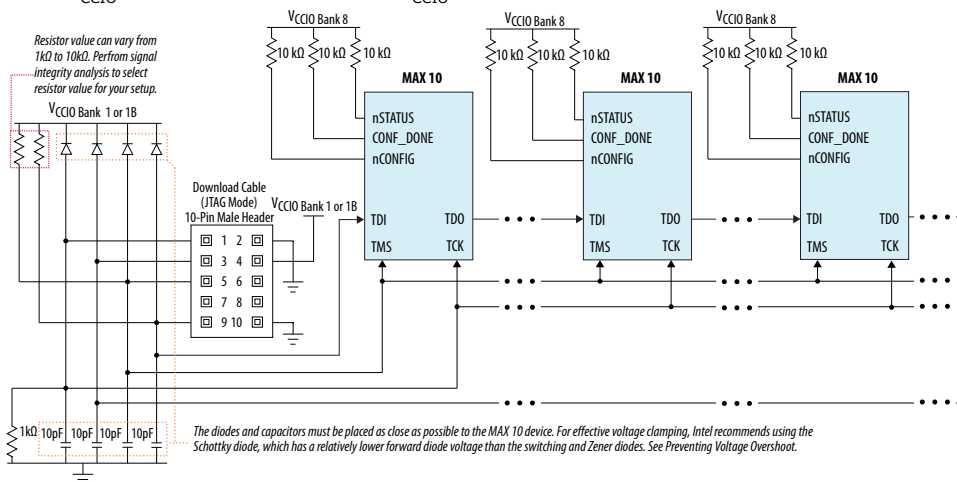 CCIO CCIO
VCCIO Bank 8 VCCIO Bank 8 VCCIO Bank 8
Resistor value can vary from
1kΩ to 10kΩ. Perfrom signal
integrity analysis to select
resistor value for your setup.
10 kΩ 10 kΩ 10 kΩ
10 kΩ 10 kΩ 10 kΩ
10 kΩ 10 kΩ 10 kΩ
MAX 10 MAX 10 MAX 10
VCCIO Bank 1 or 1B
nSTATUS nSTATUS nSTATUS
CONF_DONE CONF_DONE CONF_DONE
nCONFIG nCONFIG nCONFIG
Download Cable
(JTAG Mode)
10-Pin Male Header
VCCIO Bank 1 or 1B
TDI TDO TDI TDO TDI TDO
TMS TCK TMS TCK TMS TCK
1 2
3 4
5 6
7 8
9 10
1kΩ 10pF 10pF 10pF 10pF
The diodes and capacitors must be placed as close as possible to the MAX 10 device. For effective voltage clamping, Intel recommends using the
Schottky diode, which has a relatively lower forward diode voltage than the switching and Zener diodes. See Preventing Voltage Overshoot.